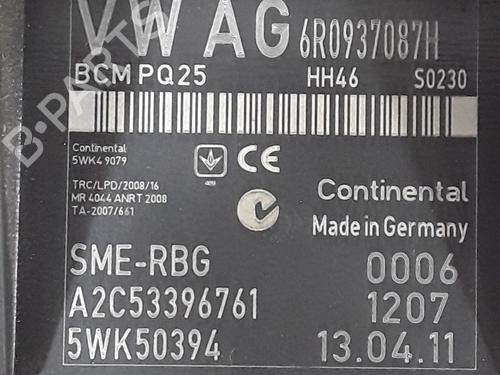 VW AG 6R0937087H
BCM PQ25 HH46 S0230
Continental
5WK4 9079
TRC/LPD/2008/16
MR 4044 ANRT 2008
TA-2007/661
CE
Continental
Made in Germany
SME-RBG 0006
A2C53396761 1207
5WK50394 13.04.11
B-PARTS